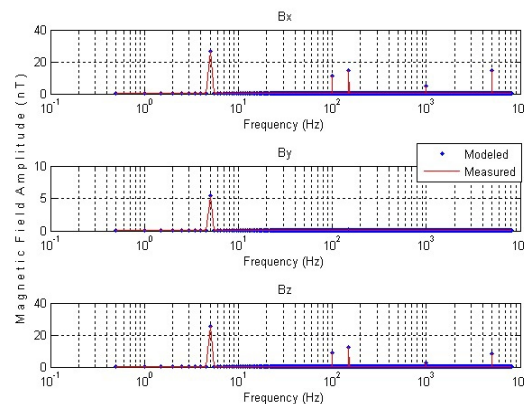 Bx
40
20
0
10^-1 10^0 10^1 10^2 10^3 10^4
Frequency (Hz)
By
10
5
0
10^-1 10^0 10^1 10^2 10^3 10^4
Frequency (Hz)
Modeled
Measured
Bz
40
20
0
10^-1 10^0 10^1 10^2 10^3 10^4
Frequency (Hz)
Magnetic Field Amplitude (nT)